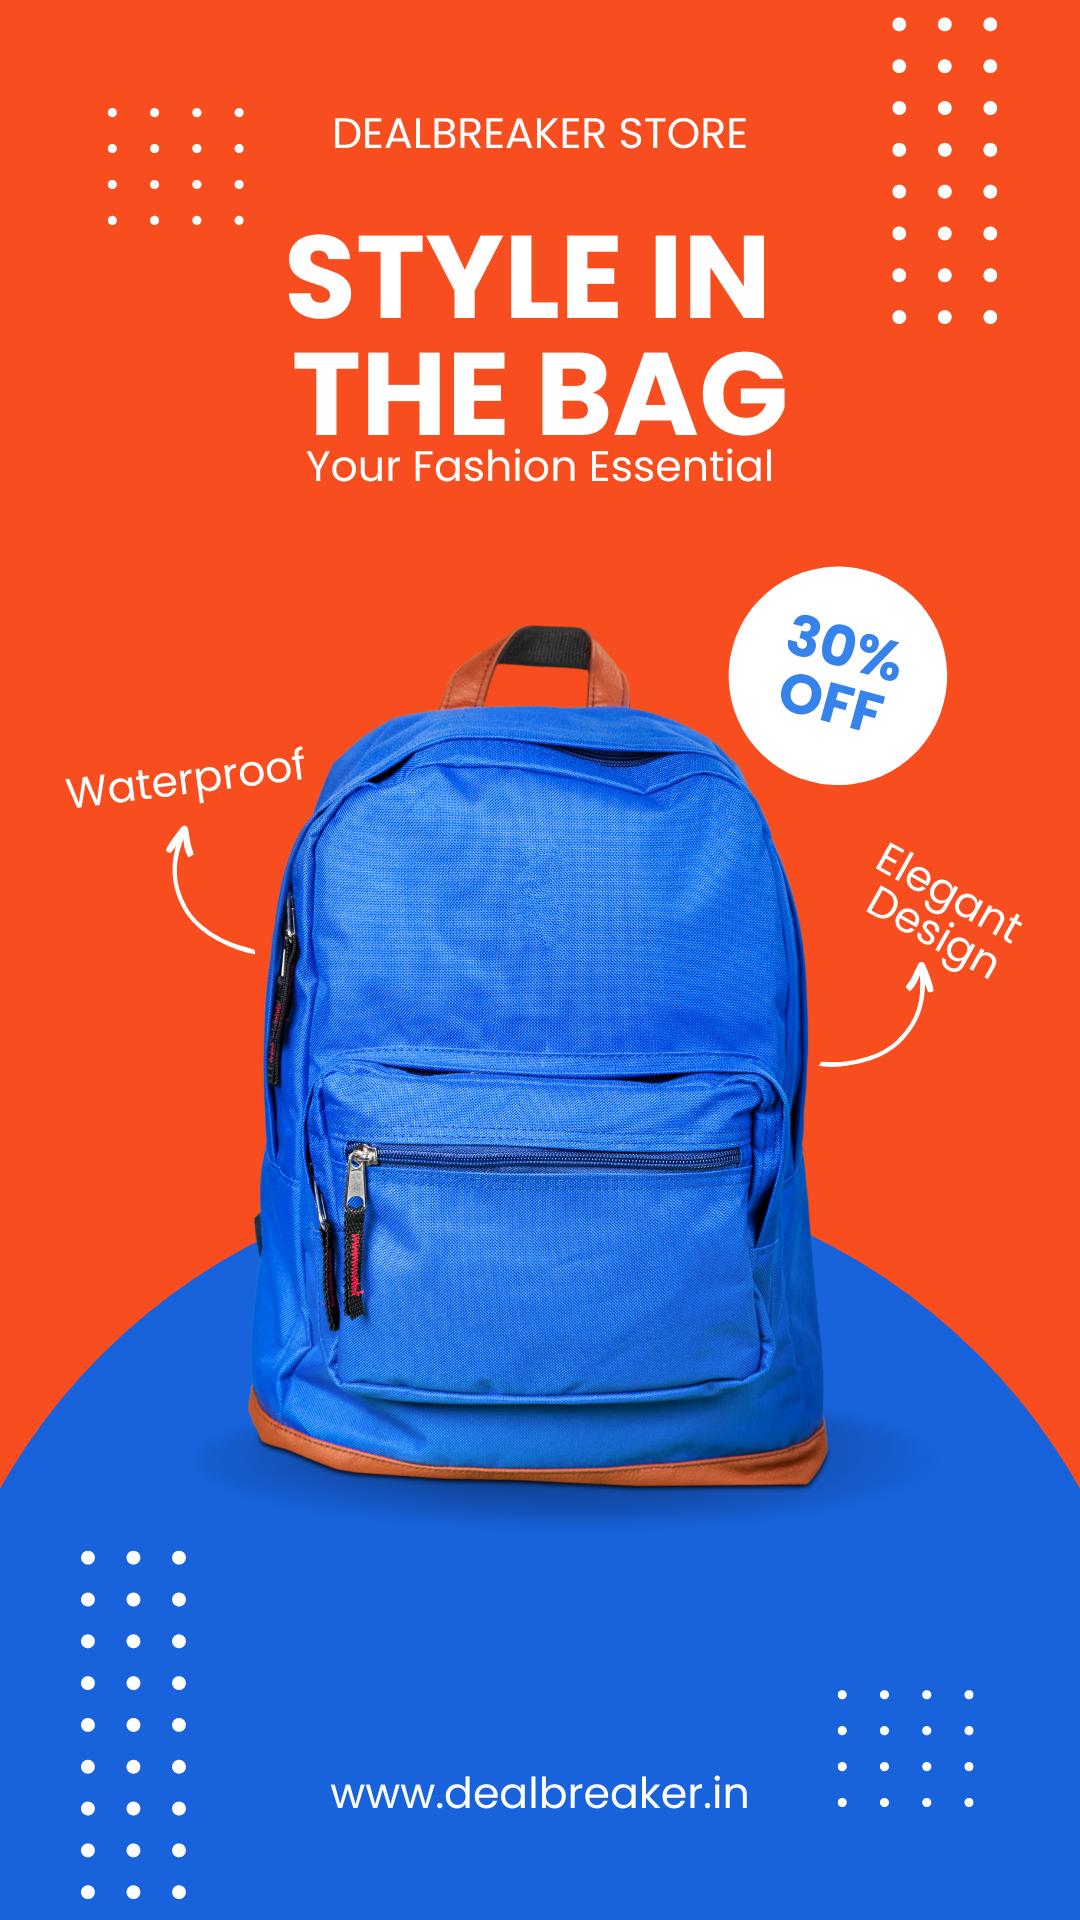 DEALBREAKER STORE
STYLE IN
THE BAG
Your Fashion Essential
30%
OFF
Waterproof
Elegant
Design
www.dealbreaker.in